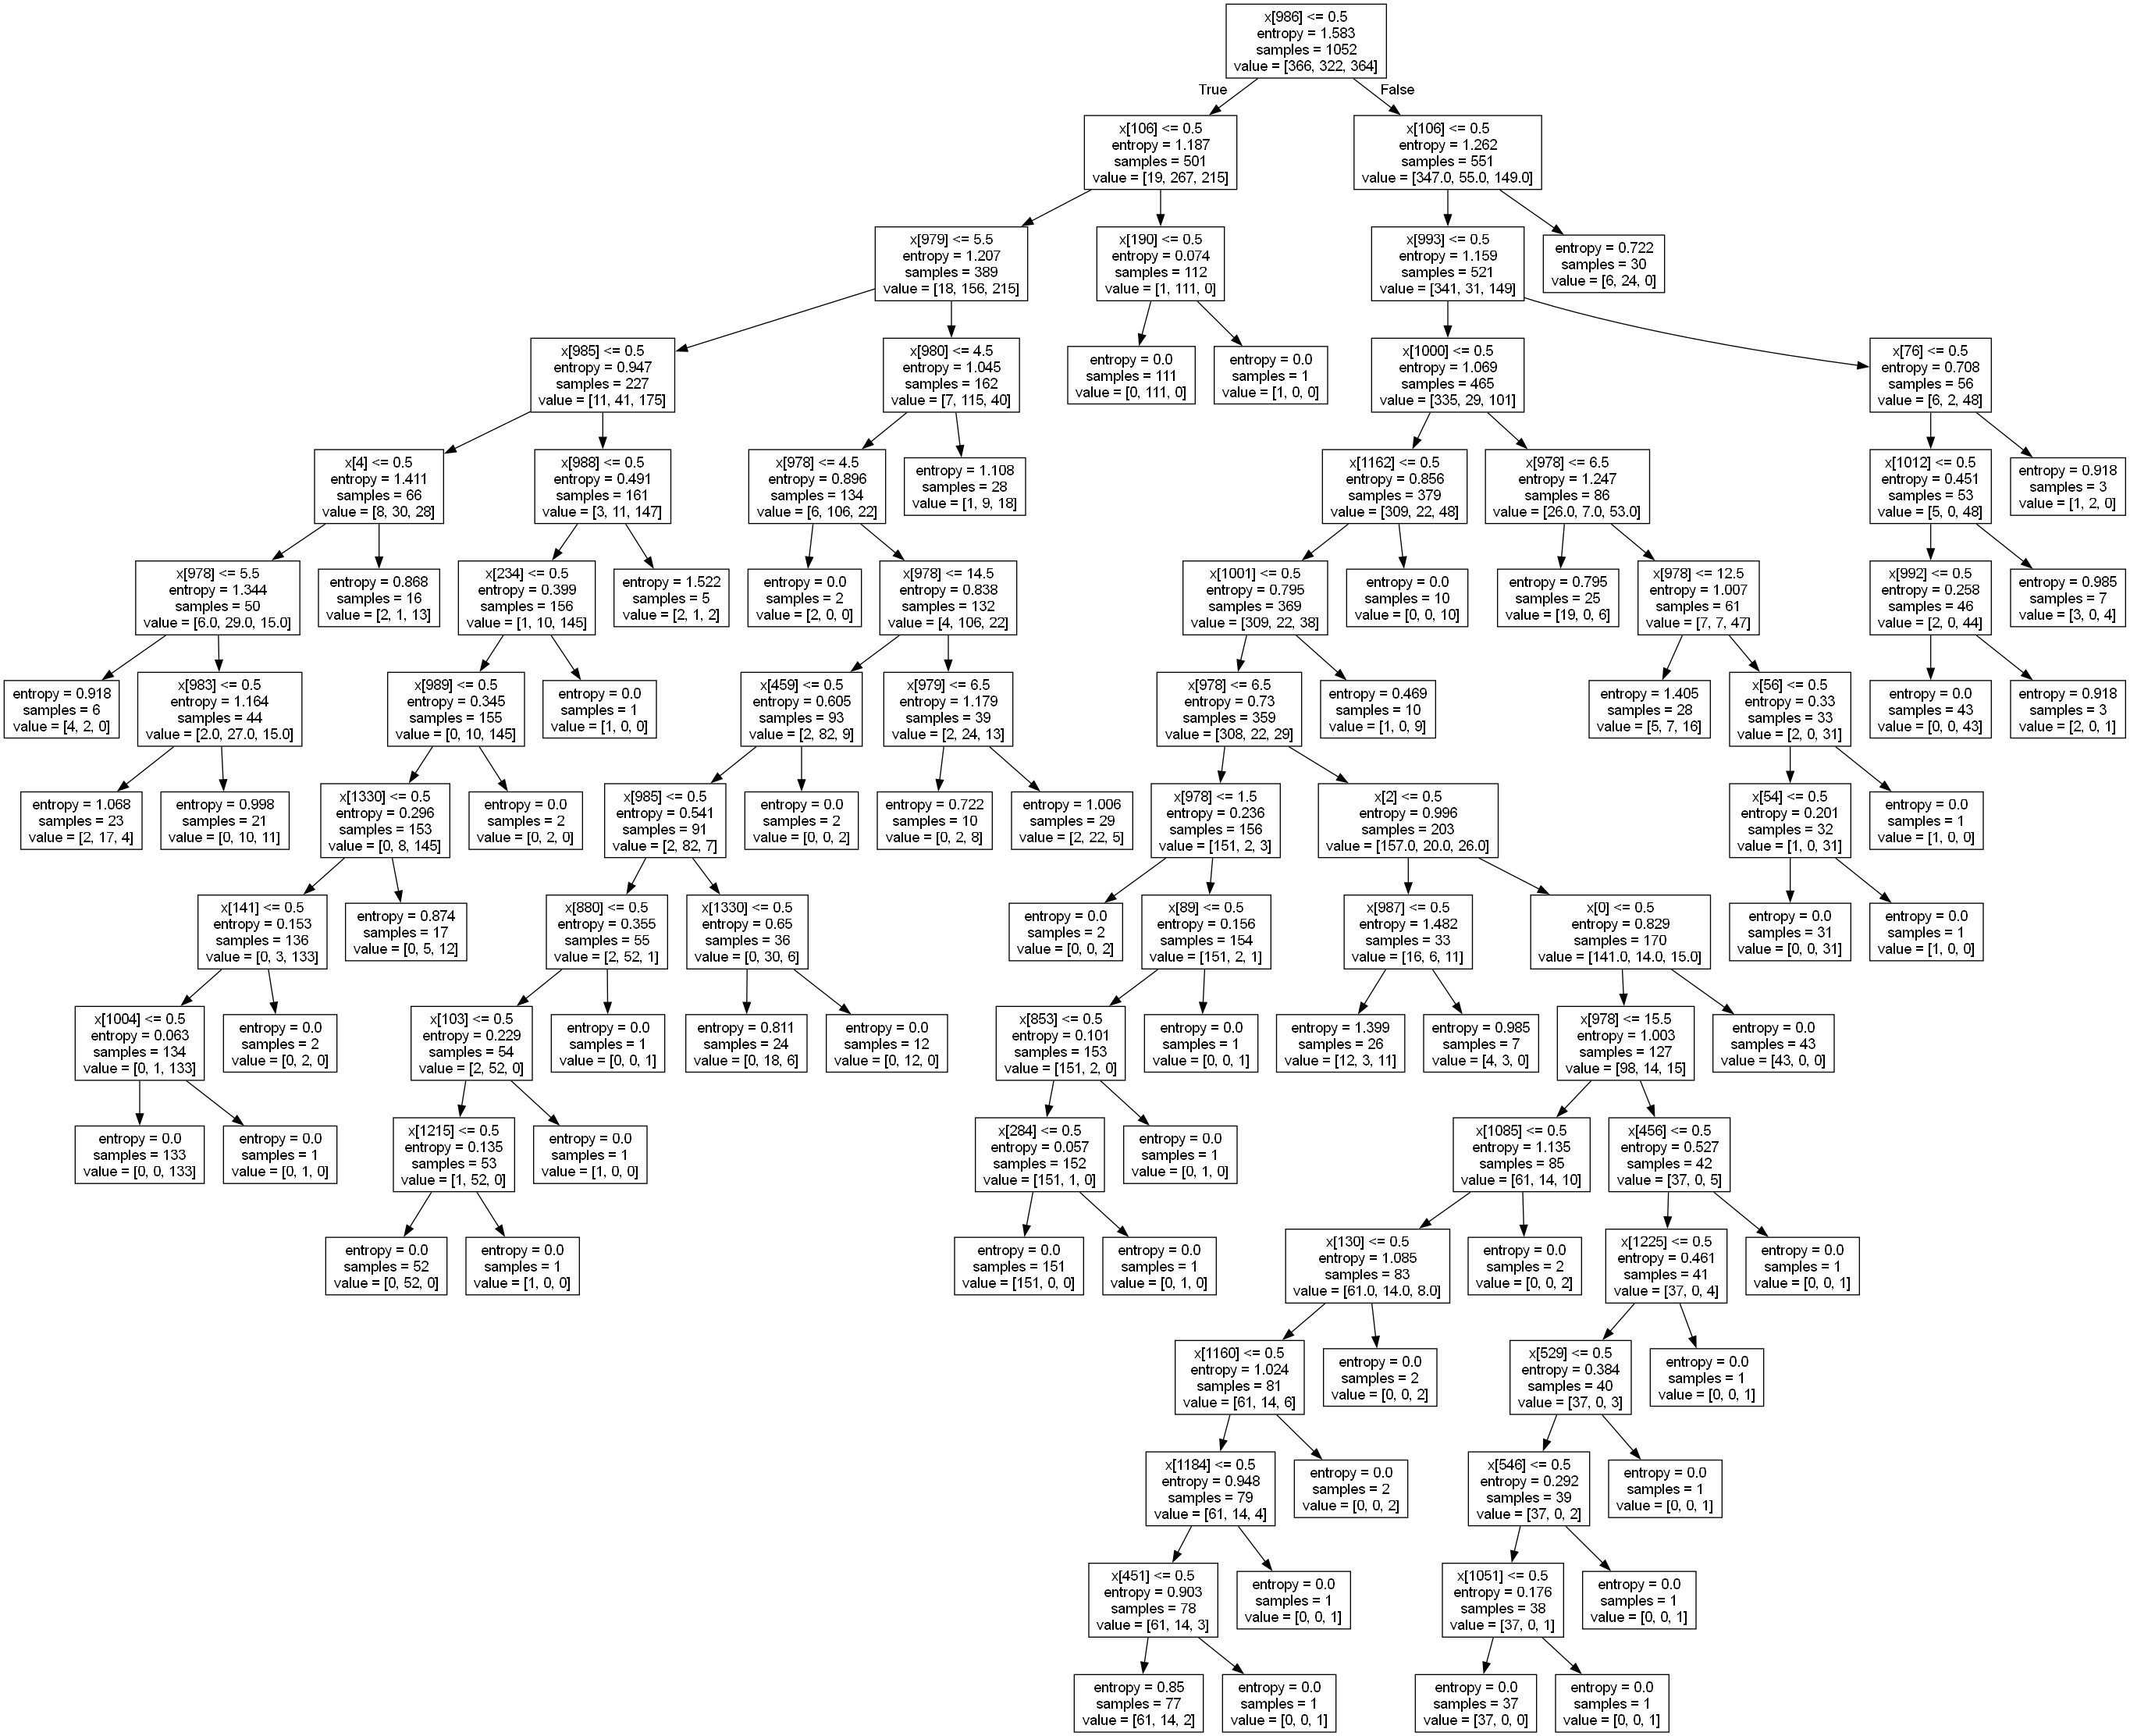 x[986] <= 0.5
entropy = 1.583
samples = 1052
value = [366, 322, 364]
True
False
x[106] <= 0.5
entropy = 1.187
samples = 501
value = [19, 267, 215]
x[106] <= 0.5
entropy = 1.262
samples = 551
value = [347.0, 55.0, 149.0]
x[979] <= 5.5
entropy = 1.207
samples = 389
value = [18, 156, 215]
x[190] <= 0.5
entropy = 0.074
samples = 112
value = [1, 111, 0]
x[993] <= 0.5
entropy = 1.159
samples = 521
value = [341, 31, 149]
entropy = 0.722
samples = 30
value = [6, 24, 0]
x[985] <= 0.5
entropy = 0.947
samples = 227
value = [11, 41, 175]
x[980] <= 4.5
entropy = 1.045
samples = 162
value = [7, 115, 40]
entropy = 0.0
samples = 111
value = [0, 111, 0]
entropy = 0.0
samples = 1
value = [1, 0, 0]
x[1000] <= 0.5
entropy = 1.069
samples = 465
value = [335, 29, 101]
x[76] <= 0.5
entropy = 0.708
samples = 56
value = [6, 2, 48]
x[4] <= 0.5
entropy = 1.411
samples = 66
value = [8, 30, 28]
x[988] <= 0.5
entropy = 0.491
samples = 161
value = [3, 11, 147]
x[978] <= 4.5
entropy = 0.896
samples = 134
value = [6, 106, 22]
entropy = 1.108
samples = 28
value = [1, 9, 18]
x[1162] <= 0.5
entropy = 0.856
samples = 379
value = [309, 22, 48]
x[978] <= 6.5
entropy = 1.247
samples = 86
value = [26.0, 7.0, 53.0]
x[1012] <= 0.5
entropy = 0.451
samples = 53
value = [5, 0, 48]
entropy = 0.918
samples = 3
value = [1, 2, 0]
x[978] <= 5.5
entropy = 1.344
samples = 50
value = [6.0, 29.0, 15.0]
entropy = 0.868
samples = 16
value = [2, 1, 13]
x[234] <= 0.5
entropy = 0.399
samples = 156
value = [1, 10, 145]
entropy = 1.522
samples = 5
value = [2, 1, 2]
entropy = 0.0
samples = 2
value = [2, 0, 0]
x[978] <= 14.5
entropy = 0.838
samples = 132
value = [4, 106, 22]
x[1001] <= 0.5
entropy = 0.795
samples = 369
value = [309, 22, 38]
entropy = 0.0
samples = 10
value = [0, 0, 10]
entropy = 0.795
samples = 25
value = [19, 0, 6]
x[978] <= 12.5
entropy = 1.007
samples = 61
value = [7, 7, 47]
x[992] <= 0.5
entropy = 0.258
samples = 46
value = [2, 0, 44]
entropy = 0.985
samples = 7
value = [3, 0, 4]
entropy = 0.918
samples = 6
value = [4, 2, 0]
x[983] <= 0.5
entropy = 1.164
samples = 44
value = [2.0, 27.0, 15.0]
x[989] <= 0.5
entropy = 0.345
samples = 155
value = [0, 10, 145]
entropy = 0.0
samples = 1
value = [1, 0, 0]
x[459] <= 0.5
entropy = 0.605
samples = 93
value = [2, 82, 9]
x[979] <= 6.5
entropy = 1.179
samples = 39
value = [2, 24, 13]
x[978] <= 6.5
entropy = 0.73
samples = 359
value = [308, 22, 29]
entropy = 0.469
samples = 10
value = [1, 0, 9]
entropy = 1.405
samples = 28
value = [5, 7, 16]
x[56] <= 0.5
entropy = 0.33
samples = 33
value = [2, 0, 31]
entropy = 0.0
samples = 43
value = [0, 0, 43]
entropy = 0.918
samples = 3
value = [2, 0, 1]
entropy = 1.068
samples = 23
value = [2, 17, 4]
entropy = 0.998
samples = 21
value = [0, 10, 11]
x[1330] <= 0.5
entropy = 0.296
samples = 153
value = [0, 8, 145]
entropy = 0.0
samples = 2
value = [0, 2, 0]
x[985] <= 0.5
entropy = 0.541
samples = 91
value = [2, 82, 7]
entropy = 0.0
samples = 2
value = [0, 0, 2]
entropy = 0.722
samples = 10
value = [0, 2, 8]
entropy = 1.006
samples = 29
value = [2, 22, 5]
x[978] <= 1.5
entropy = 0.236
samples = 156
value = [151, 2, 3]
x[2] <= 0.5
entropy = 0.996
samples = 203
value = [157.0, 20.0, 26.0]
x[54] <= 0.5
entropy = 0.201
samples = 32
value = [1, 0, 31]
entropy = 0.0
samples = 1
value = [1, 0, 0]
x[141] <= 0.5
entropy = 0.153
samples = 136
value = [0, 3, 133]
entropy = 0.874
samples = 17
value = [0, 5, 12]
x[880] <= 0.5
entropy = 0.355
samples = 55
value = [2, 52, 1]
x[1330] <= 0.5
entropy = 0.65
samples = 36
value = [0, 30, 6]
entropy = 0.0
samples = 2
value = [0, 0, 2]
x[89] <= 0.5
entropy = 0.156
samples = 154
value = [151, 2, 1]
x[987] <= 0.5
entropy = 1.482
samples = 33
value = [16, 6, 11]
x[0] <= 0.5
entropy = 0.829
samples = 170
value = [141.0, 14.0, 15.0]
entropy = 0.0
samples = 31
value = [0, 0, 31]
entropy = 0.0
samples = 1
value = [1, 0, 0]
x[1004] <= 0.5
entropy = 0.063
samples = 134
value = [0, 1, 133]
entropy = 0.0
samples = 2
value = [0, 2, 0]
x[103] <= 0.5
entropy = 0.229
samples = 54
value = [2, 52, 0]
entropy = 0.0
samples = 1
value = [0, 0, 1]
entropy = 0.811
samples = 24
value = [0, 18, 6]
entropy = 0.0
samples = 12
value = [0, 12, 0]
x[853] <= 0.5
entropy = 0.101
samples = 153
value = [151, 2, 0]
entropy = 0.0
samples = 1
value = [0, 0, 1]
entropy = 1.399
samples = 26
value = [12, 3, 11]
entropy = 0.985
samples = 7
value = [4, 3, 0]
x[978] <= 15.5
entropy = 1.003
samples = 127
value = [98, 14, 15]
entropy = 0.0
samples = 43
value = [43, 0, 0]
entropy = 0.0
samples = 133
value = [0, 0, 133]
entropy = 0.0
samples = 1
value = [0, 1, 0]
x[1215] <= 0.5
entropy = 0.135
samples = 53
value = [1, 52, 0]
entropy = 0.0
samples = 1
value = [1, 0, 0]
x[284] <= 0.5
entropy = 0.057
samples = 152
value = [151, 1, 0]
entropy = 0.0
samples = 1
value = [0, 1, 0]
x[1085] <= 0.5
entropy = 1.135
samples = 85
value = [61, 14, 10]
x[456] <= 0.5
entropy = 0.527
samples = 42
value = [37, 0, 5]
entropy = 0.0
samples = 52
value = [0, 52, 0]
entropy = 0.0
samples = 1
value = [1, 0, 0]
entropy = 0.0
samples = 151
value = [151, 0, 0]
entropy = 0.0
samples = 1
value = [0, 1, 0]
x[130] <= 0.5
entropy = 1.085
samples = 83
value = [61.0, 14.0, 8.0]
entropy = 0.0
samples = 2
value = [0, 0, 2]
x[1225] <= 0.5
entropy = 0.461
samples = 41
value = [37, 0, 4]
entropy = 0.0
samples = 1
value = [0, 0, 1]
x[1160] <= 0.5
entropy = 1.024
samples = 81
value = [61, 14, 6]
entropy = 0.0
samples = 2
value = [0, 0, 2]
x[529] <= 0.5
entropy = 0.384
samples = 40
value = [37, 0, 3]
entropy = 0.0
samples = 1
value = [0, 0, 1]
x[1184] <= 0.5
entropy = 0.948
samples = 79
value = [61, 14, 4]
entropy = 0.0
samples = 2
value = [0, 0, 2]
x[546] <= 0.5
entropy = 0.292
samples = 39
value = [37, 0, 2]
entropy = 0.0
samples = 1
value = [0, 0, 1]
x[451] <= 0.5
entropy = 0.903
samples = 78
value = [61, 14, 3]
entropy = 0.0
samples = 1
value = [0, 0, 1]
x[1051] <= 0.5
entropy = 0.176
samples = 38
value = [37, 0, 1]
entropy = 0.0
samples = 1
value = [0, 0, 1]
entropy = 0.85
samples = 77
value = [61, 14, 2]
entropy = 0.0
samples = 1
value = [0, 0, 1]
entropy = 0.0
samples = 37
value = [37, 0, 0]
entropy = 0.0
samples = 1
value = [0, 0, 1]